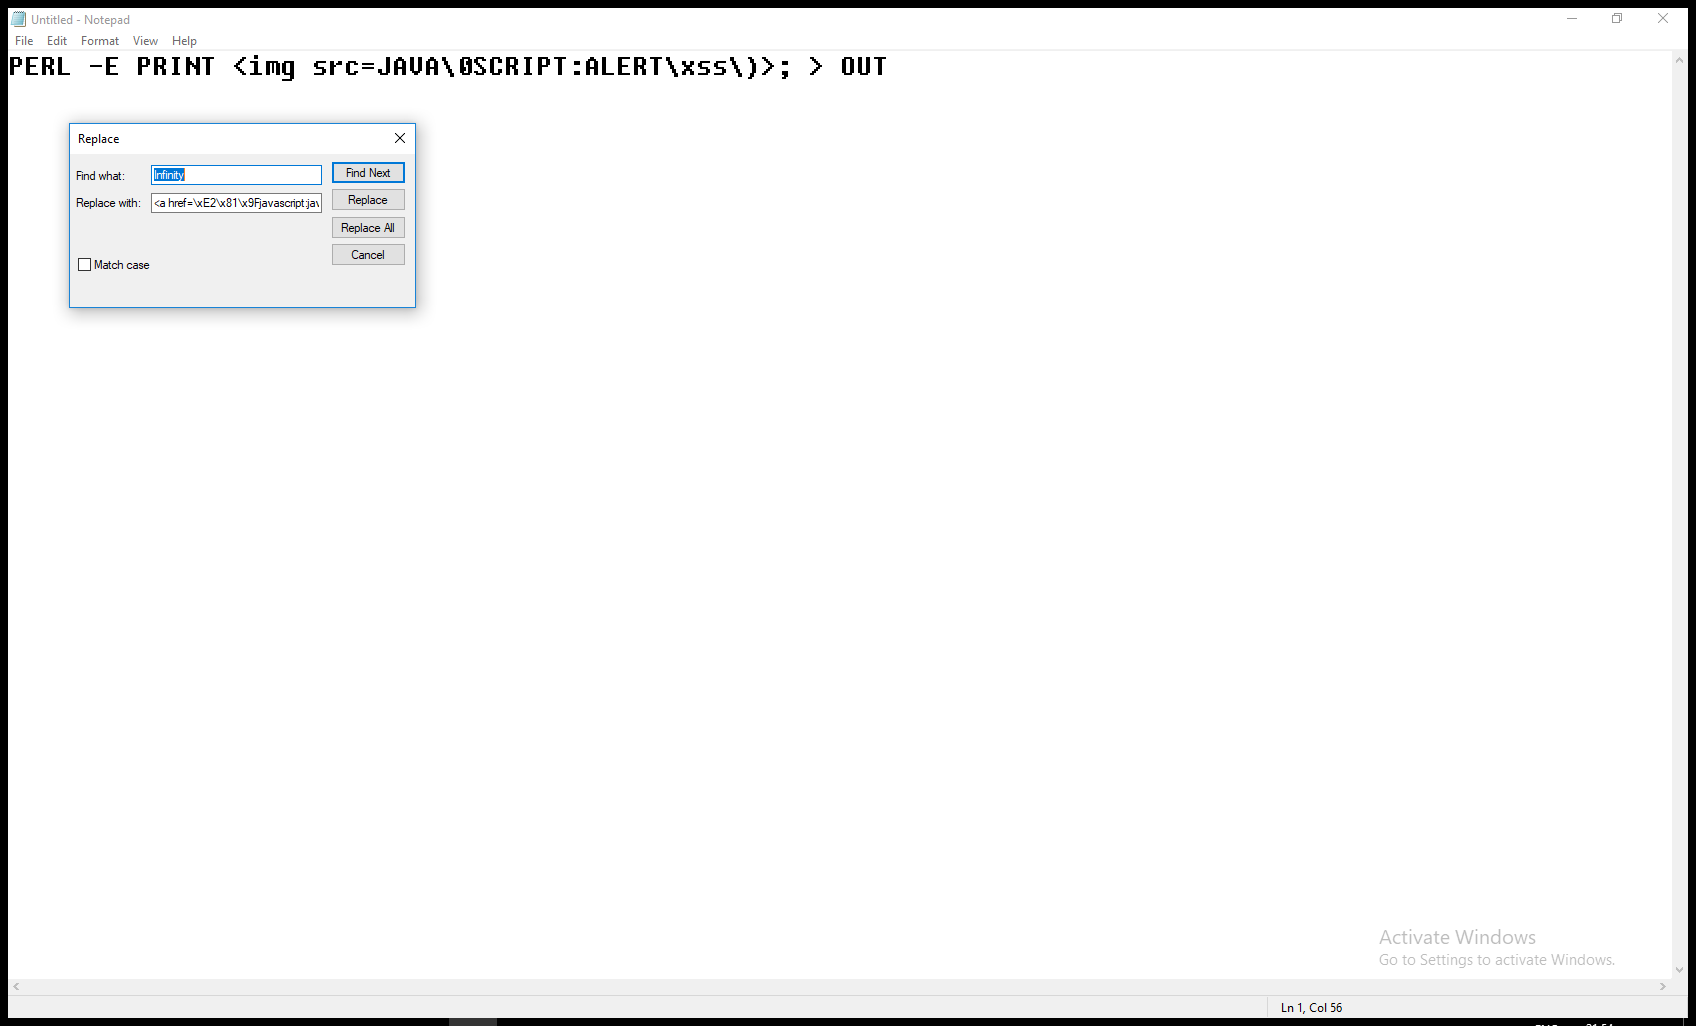 Untitled - Notepad
File Edit Format View Help
PERL -E PRINT <img src=JAVA\0SCRIPT:ALERT\xss\)>; > OUT
Replace
Find what: Infinity Find Next
Replace with: <a href=\xE2\x81\x9Fjavascript:jav Replace
Replace All
Cancel
Match case
Activate Windows
Go to Settings to activate Windows.
Ln 1, Col 56